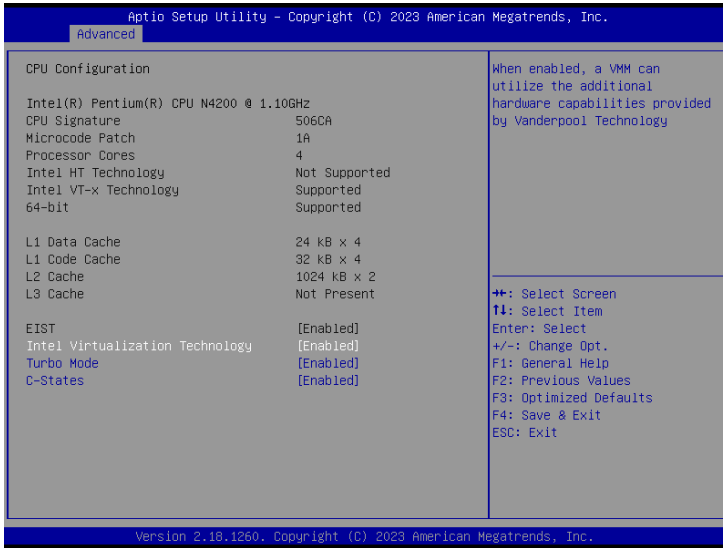 Aptio Setup Utility – Copyright (C) 2023 American Megatrends, Inc.
Advanced
CPU Configuration
Intel(R) Pentium(R) CPU N4200 @ 1.10GHz
CPU Signature 506CA
Microcode Patch 1A
Processor Cores 4
Intel HT Technology Not Supported
Intel VT-x Technology Supported
64-bit Supported
L1 Data Cache 24 kB x 4
L1 Code Cache 32 kB x 4
L2 Cache 1024 kB x 2
L3 Cache Not Present
EIST [Enabled]
Intel Virtualization Technology [Enabled]
Turbo Mode [Enabled]
C-States [Enabled]
When enabled, a VMM can
utilize the additional
hardware capabilities provided
by Vanderpool Technology
→←: Select Screen
↑↓: Select Item
Enter: Select
+/-: Change Opt.
F1: General Help
F2: Previous Values
F3: Optimized Defaults
F4: Save & Exit
ESC: Exit
Version 2.18.1260. Copyright (C) 2023 American Megatrends, Inc.